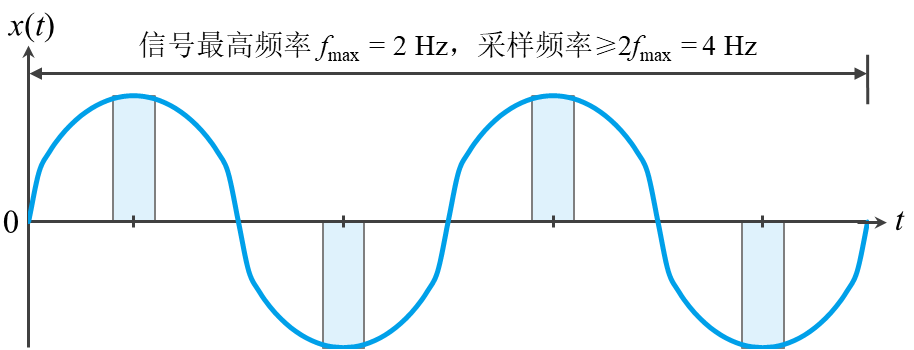 x(t)
信号最高频率 fmax = 2 Hz，采样频率≥2fmax = 4 Hz
0
t